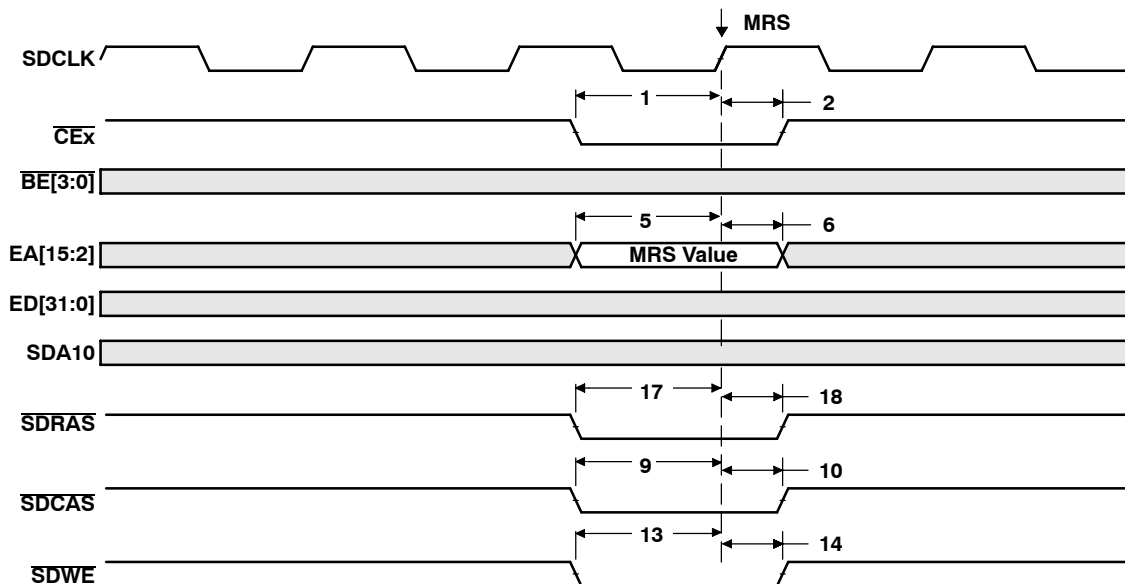 MRS
SDCLK
1 2
CEx
BE[3:0]
5 6
EA[15:2] MRS Value
ED[31:0]
SDA10
17 18
SDRAS
9 10
SDCAS
13 14
SDWE